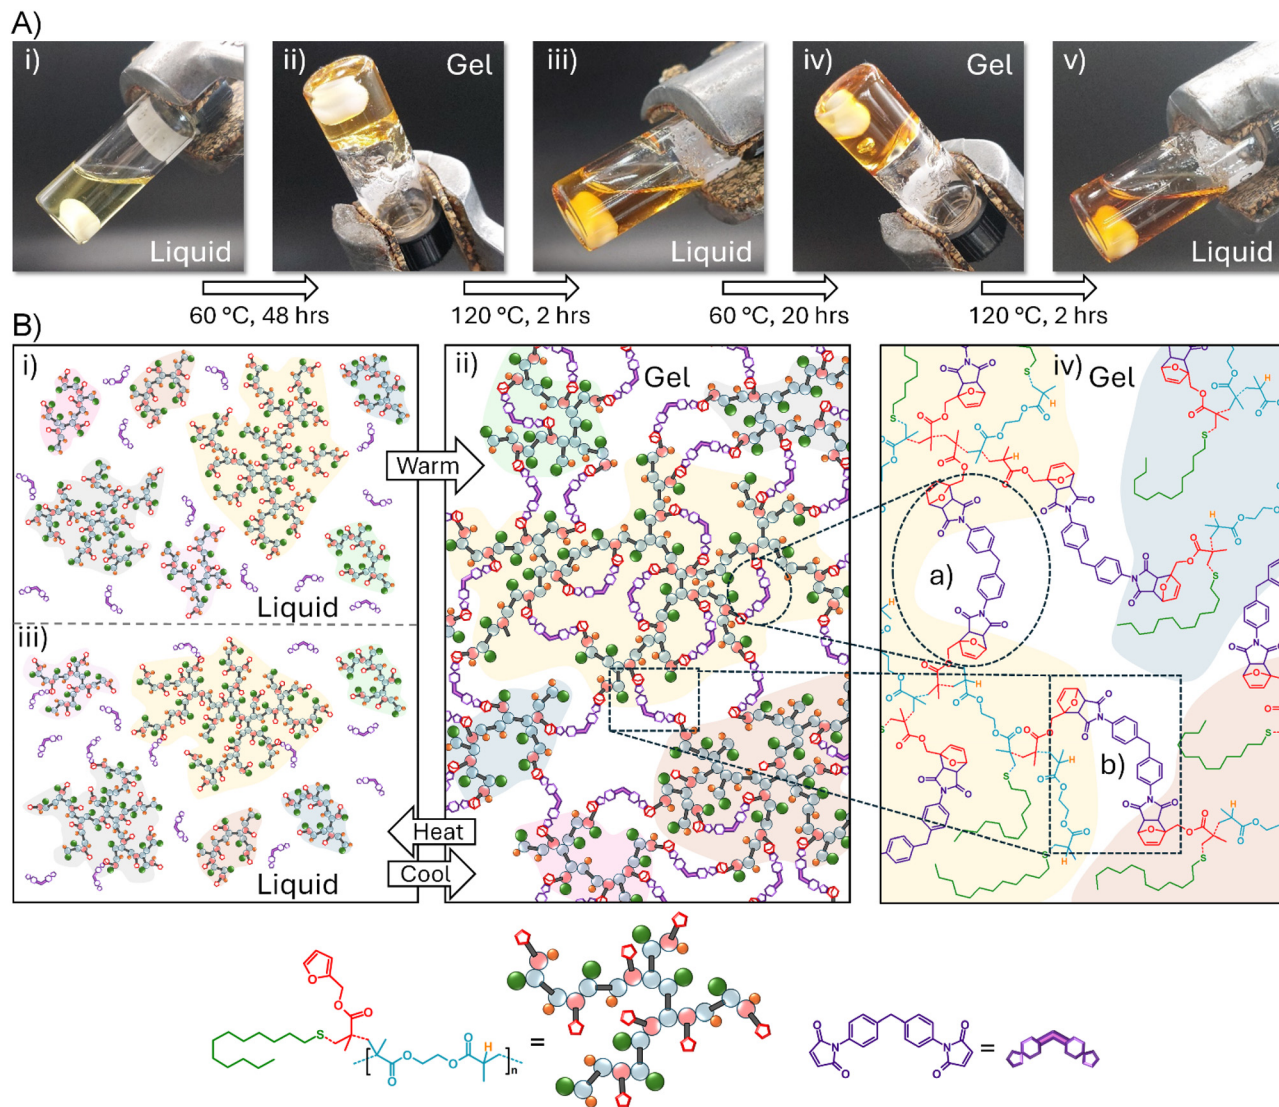 A)
i)
Liquid
ii)
Gel
iii)
Liquid
iv)
Gel
v)
Liquid
60 °C, 48 hrs
120 °C, 2 hrs
60 °C, 20 hrs
120 °C, 2 hrs
B)
i)
Liquid
iii)
Liquid
Warm
Heat
Cool
ii)
Gel
iv)
Gel
a)
b)
=
n
=